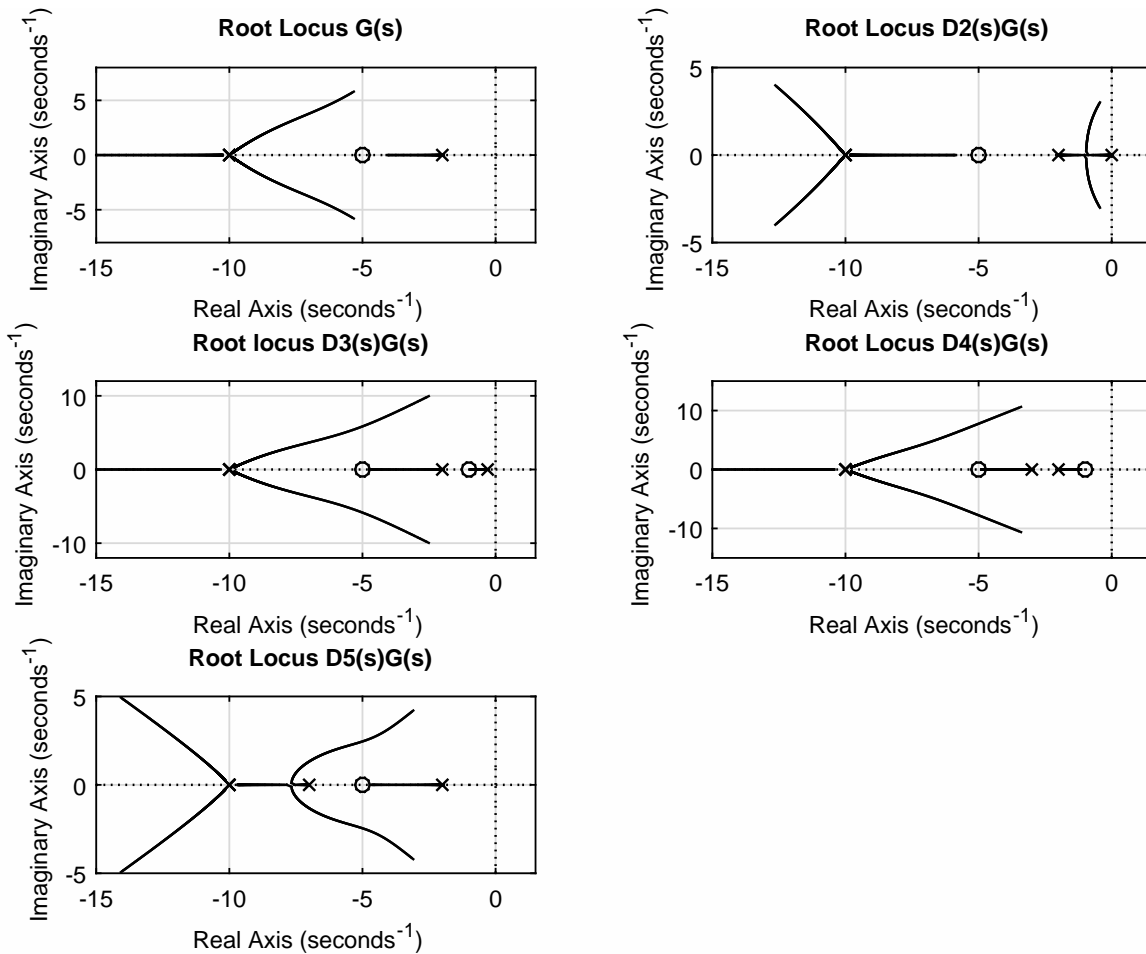 Root Locus G(s)
Imaginary Axis (seconds⁻¹)
5
0
-5
-15
-10
-5
0
Real Axis (seconds⁻¹)
Root Locus D2(s)G(s)
Imaginary Axis (seconds⁻¹)
5
0
-5
-15
-10
-5
0
Real Axis (seconds⁻¹)
Root locus D3(s)G(s)
Imaginary Axis (seconds⁻¹)
10
0
-10
-15
-10
-5
0
Real Axis (seconds⁻¹)
Root Locus D4(s)G(s)
Imaginary Axis (seconds⁻¹)
10
0
-10
-15
-10
-5
0
Real Axis (seconds⁻¹)
Root Locus D5(s)G(s)
Imaginary Axis (seconds⁻¹)
5
0
-5
-15
-10
-5
0
Real Axis (seconds⁻¹)